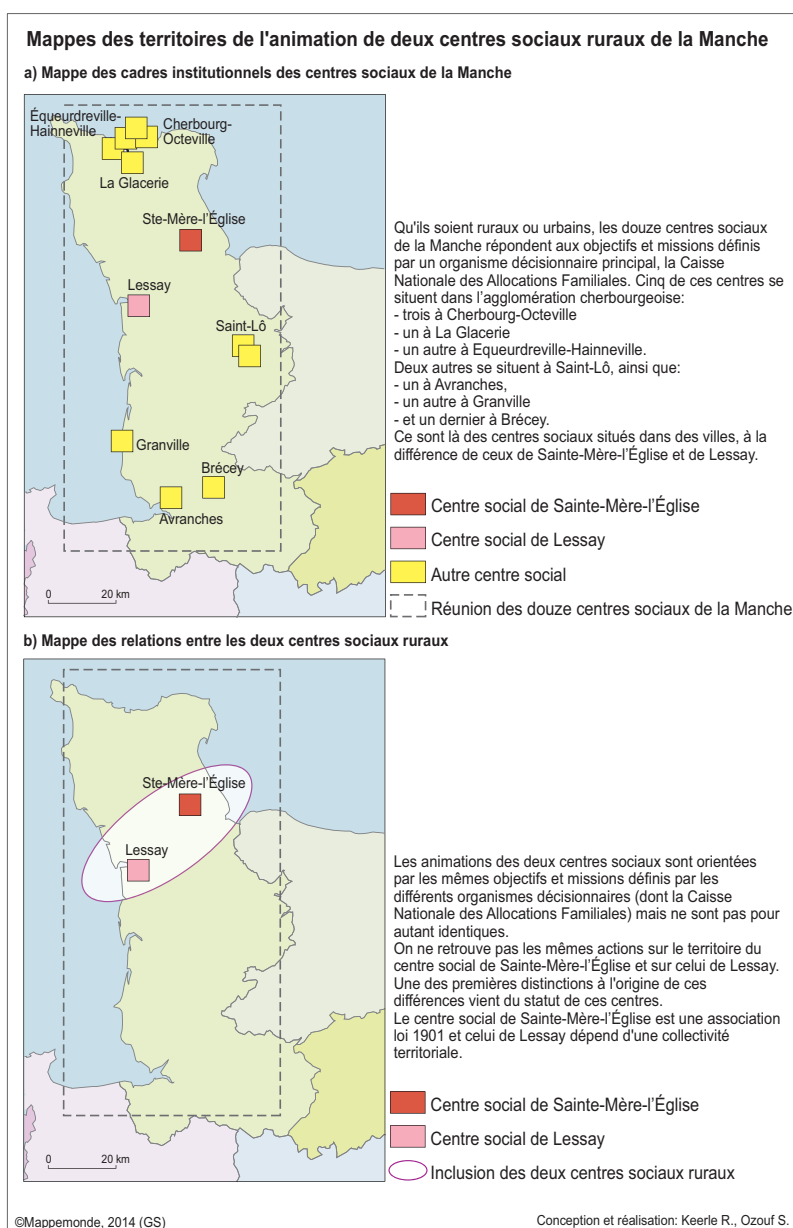 Mappes des territoires de l'animation de deux centres sociaux ruraux de la Manche
a) Mappe des cadres institutionnels des centres sociaux de la Manche
Équeurdreville-
Hainneville
Cherbourg-
Octeville
La Glacerie
Ste-Mère-l'Église
Lessay
Saint-Lô
Granville
Brécey
Avranches
0 20 km
Qu'ils soient ruraux ou urbains, les douze centres sociaux
de la Manche répondent aux objectifs et missions définis
par un organisme décisionnaire principal, la Caisse
Nationale des Allocations Familiales. Cinq de ces centres se
situent dans l'agglomération cherbourgeoise:
- trois à Cherbourg-Octeville
- un à La Glacerie
- un autre à Equeurdreville-Hainneville.
Deux autres se situent à Saint-Lô, ainsi que:
- un à Avranches,
- un autre à Granville
- et un dernier à Brécey.
Ce sont là des centres sociaux situés dans des villes, à la
différence de ceux de Sainte-Mère-l'Église et de Lessay.
Centre social de Sainte-Mère-l'Église
Centre social de Lessay
Autre centre social
Réunion des douze centres sociaux de la Manche
b) Mappe des relations entre les deux centres sociaux ruraux
Ste-Mère-l'Église
Lessay
0 20 km
Les animations des deux centres sociaux sont orientées
par les mêmes objectifs et missions définis par les
différents organismes décisionnaires (dont la Caisse
Nationale des Allocations Familiales) mais ne sont pas pour
autant identiques.
On ne retrouve pas les mêmes actions sur le territoire du
centre social de Sainte-Mère-l'Église et sur celui de Lessay.
Une des premières distinctions à l'origine de ces
différences vient du statut de ces centres.
Le centre social de Sainte-Mère-l'Église est une association
loi 1901 et celui de Lessay dépend d'une collectivité
territoriale.
Centre social de Sainte-Mère-l'Église
Centre social de Lessay
Inclusion des deux centres sociaux ruraux
©Mappemonde, 2014 (GS)
Conception et réalisation: Keerle R., Ozouf S.